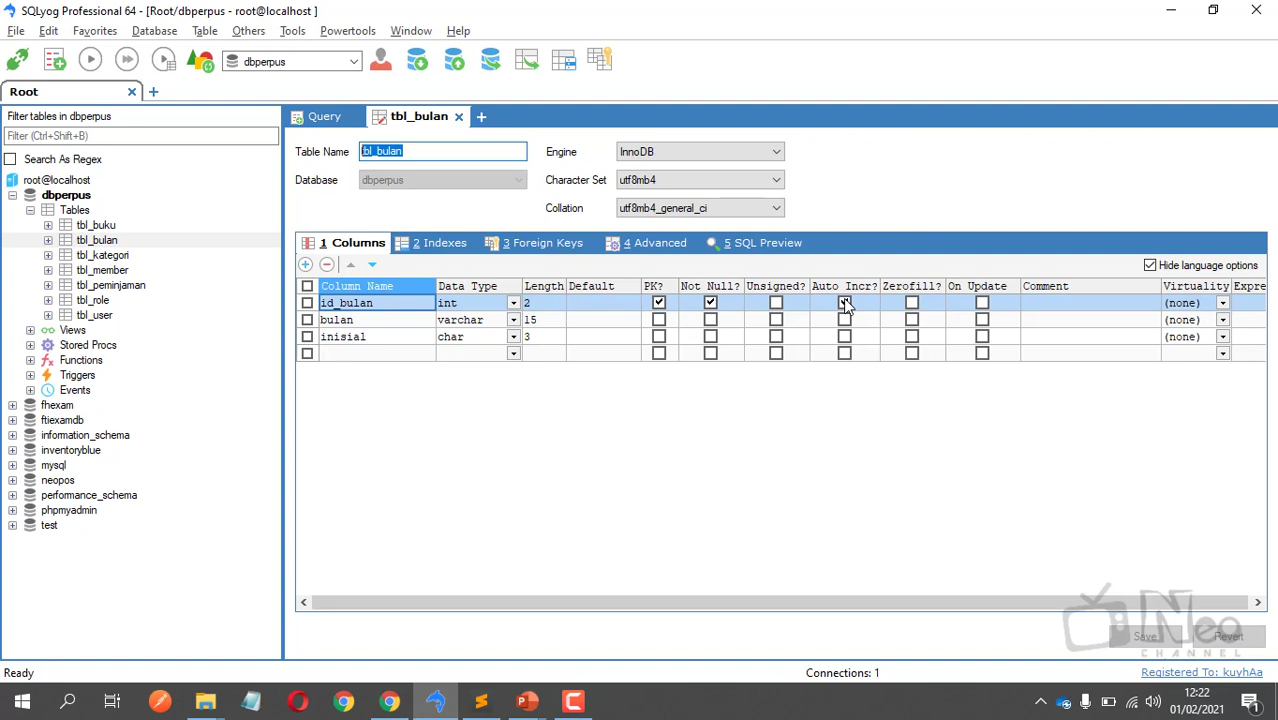 SQLyog Professional 64 - [Root/dbperpus - root@localhost ]
File Edit Favorites Database Table Others Tools Powertools Window Help
dbperpus
Root
Filter tables in dbperpus
Filter (Ctrl+Shift+B)
Search As Regex
root@localhost
dbperpus
Tables
tbl_buku
tbl_bulan
tbl_kategori
tbl_member
tbl_peminjaman
tbl_role
tbl_user
Views
Stored Procs
Functions
Triggers
Events
fhexam
ftiexamdb
information_schema
inventoryblue
mysql
neopos
performance_schema
phpmyadmin
test
Query tbl_bulan
Table Name tbl_bulan Engine InnoDB
Database dbperpus Character Set utf8mb4
Collation utf8mb4_general_ci
1 Columns 2 Indexes 3 Foreign Keys 4 Advanced 5 SQL Preview
Hide language options
Column Name Data Type Length Default PK? Not Null? Unsigned? Auto Incr? Zerofill? On Update Comment Virtuality Expre
id_bulan int 2 (none)
bulan varchar 15 (none)
inisial char 3 (none)
(none)
Save Revert
Neo
CHANNEL
Ready Connections: 1 Registered To: kuyhAa
12:22
01/02/2021
1